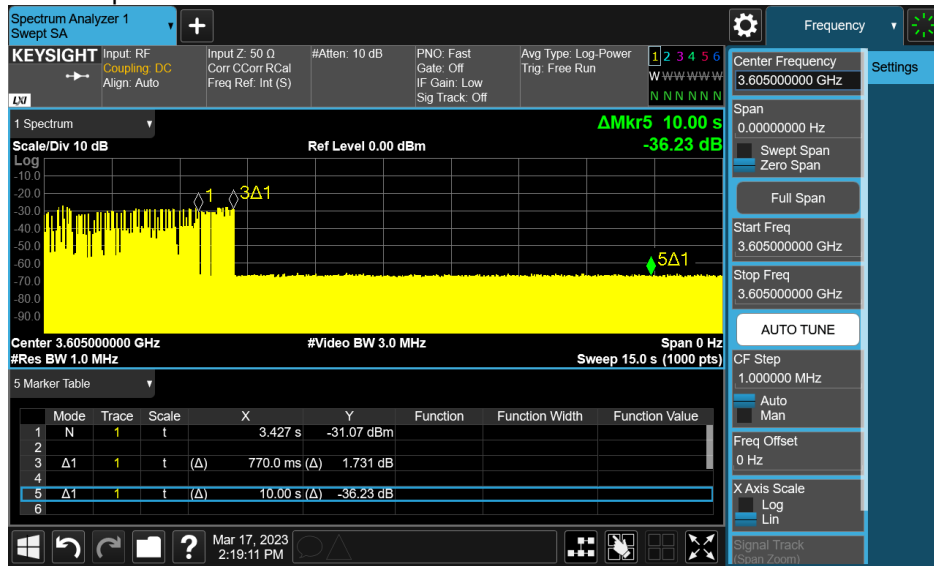 Spectrum Analyzer 1
Swept SA
Frequency
KEYSIGHT
LXI
Input: RF
Coupling: DC
Align: Auto
Input Z: 50 Ω
Corr CCorr RCal
Freq Ref: Int (S)
#Atten: 10 dB
PNO: Fast
Gate: Off
IF Gain: Low
Sig Track: Off
Avg Type: Log-Power
Trig: Free Run
1 2 3 4 5 6
W W W W W W
N N N N N N
1 Spectrum
Scale/Div 10 dB
Ref Level 0.00 dBm
ΔMkr5 10.00 s
-36.23 dB
Log
-10.0
-20.0
-30.0
-40.0
-50.0
-60.0
-70.0
-80.0
-90.0
1
3Δ1
5Δ1
Center 3.605000000 GHz
#Video BW 3.0 MHz
Span 0 Hz
#Res BW 1.0 MHz
Sweep 15.0 s (1000 pts)
5 Marker Table
Mode Trace Scale X Y Function Function Width Function Value
1 N 1 t 3.427 s -31.07 dBm
2
3 Δ1 1 t (Δ) 770.0 ms (Δ) 1.731 dB
4
5 Δ1 1 t (Δ) 10.00 s (Δ) -36.23 dB
6
?
Mar 17, 2023
2:19:11 PM
Center Frequency
3.605000000 GHz
Settings
Span
0.00000000 Hz
Swept Span
Zero Span
Full Span
Start Freq
3.605000000 GHz
Stop Freq
3.605000000 GHz
AUTO TUNE
CF Step
1.000000 MHz
Auto
Man
Freq Offset
0 Hz
X Axis Scale
Log
Lin
Signal Track
(Span Zoom)